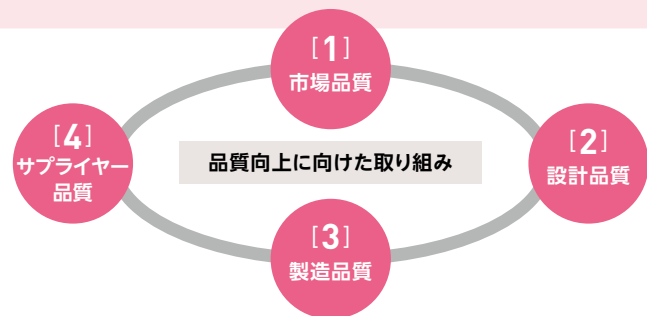 [1]
市場品質
[2]
設計品質
[3]
製造品質
[4]
サプライヤー
品質
品質向上に向けた取り組み